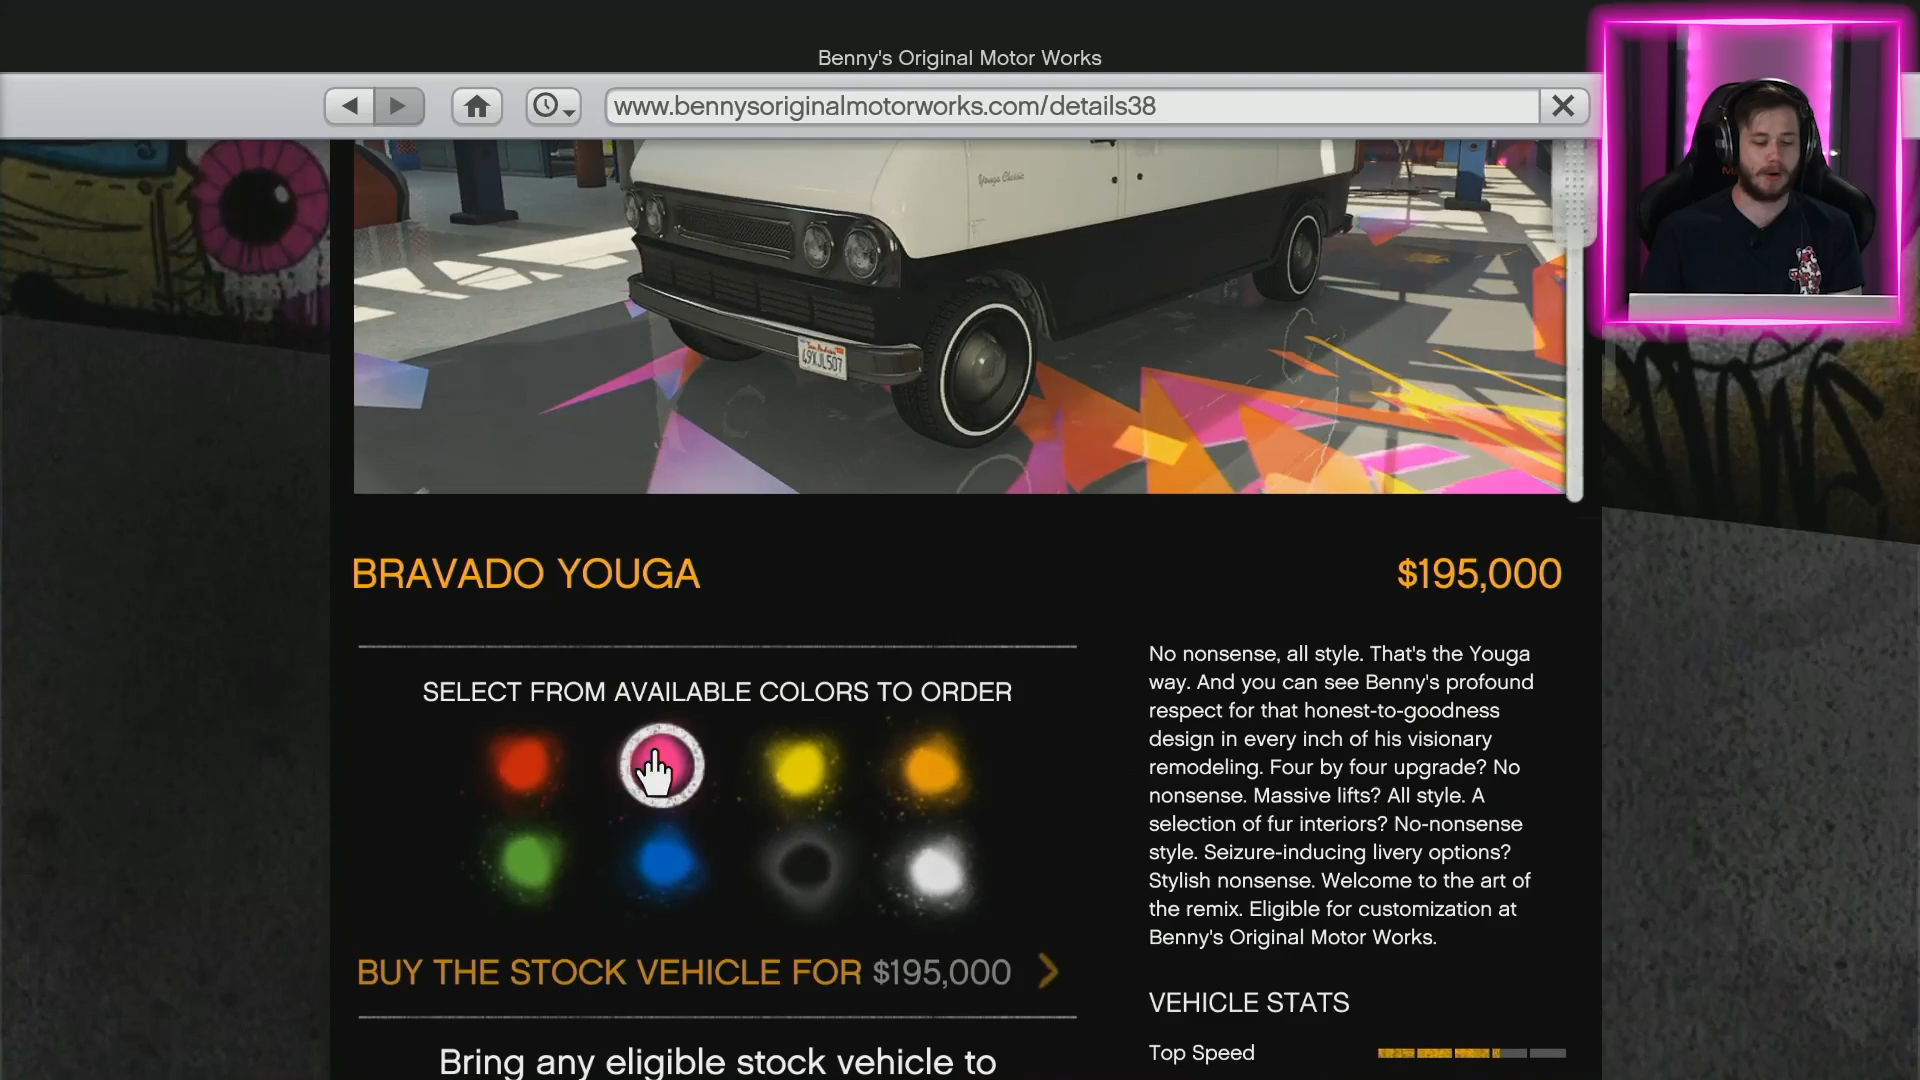 Benny's Original Motor Works
www.bennysoriginalmotorworks.com/details38
Youga Classic
San Andreas
49XJL507
BRAVADO YOUGA
$195,000
SELECT FROM AVAILABLE COLORS TO ORDER
BUY THE STOCK VEHICLE FOR $195,000
Bring any eligible stock vehicle to
No nonsense, all style. That's the Youga
way. And you can see Benny's profound
respect for that honest-to-goodness
design in every inch of his visionary
remodeling. Four by four upgrade? No
nonsense. Massive lifts? All style. A
selection of fur interiors? No-nonsense
style. Seizure-inducing livery options?
Stylish nonsense. Welcome to the art of
the remix. Eligible for customization at
Benny's Original Motor Works.
VEHICLE STATS
Top Speed